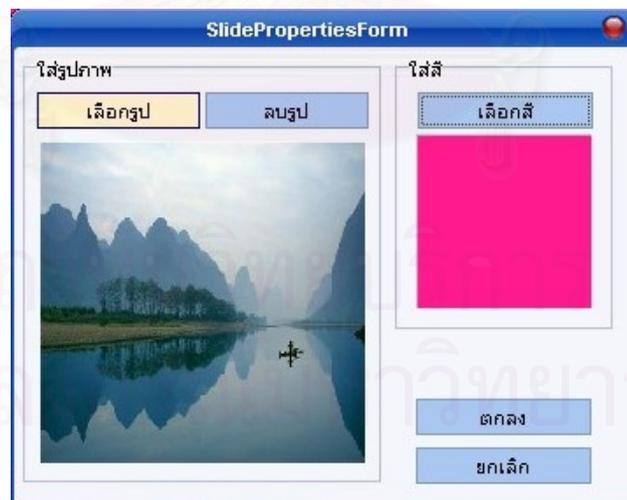 SlidePropertiesForm
ใส่รูปภาพ
เลือกรูป
ลบรูป
ใส่สี
เลือกสี
ตกลง
ยกเลิก